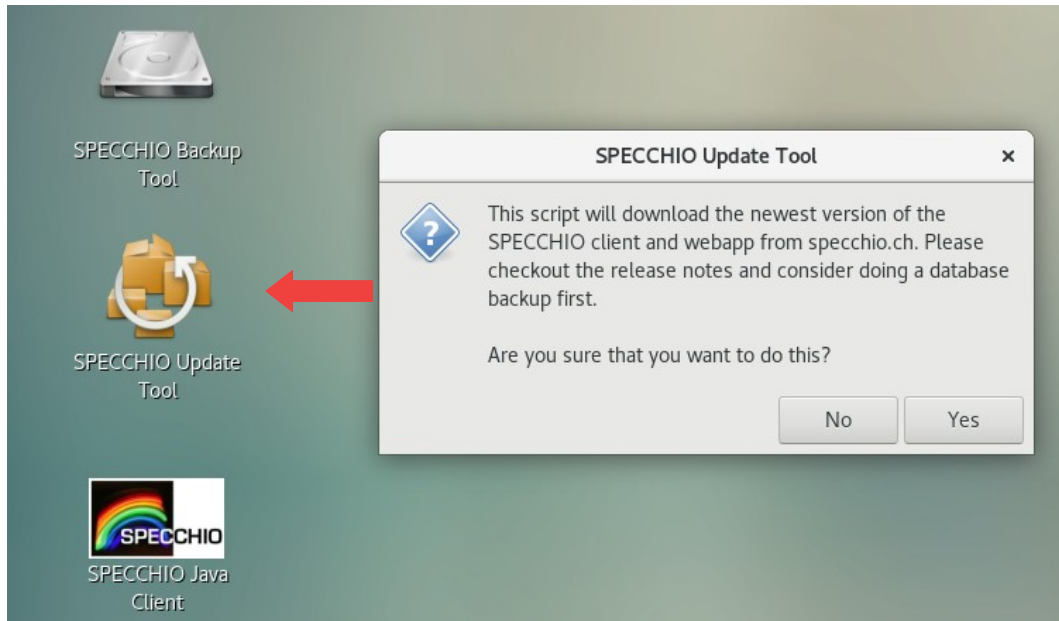 SPECCHIO Backup
Tool
SPECCHIO Update
Tool
SPECCHIO
SPECCHIO Java
Client
SPECCHIO Update Tool
×
?
This script will download the newest version of the
SPECCHIO client and webapp from specchio.ch. Please
checkout the release notes and consider doing a database
backup first.
Are you sure that you want to do this?
No Yes